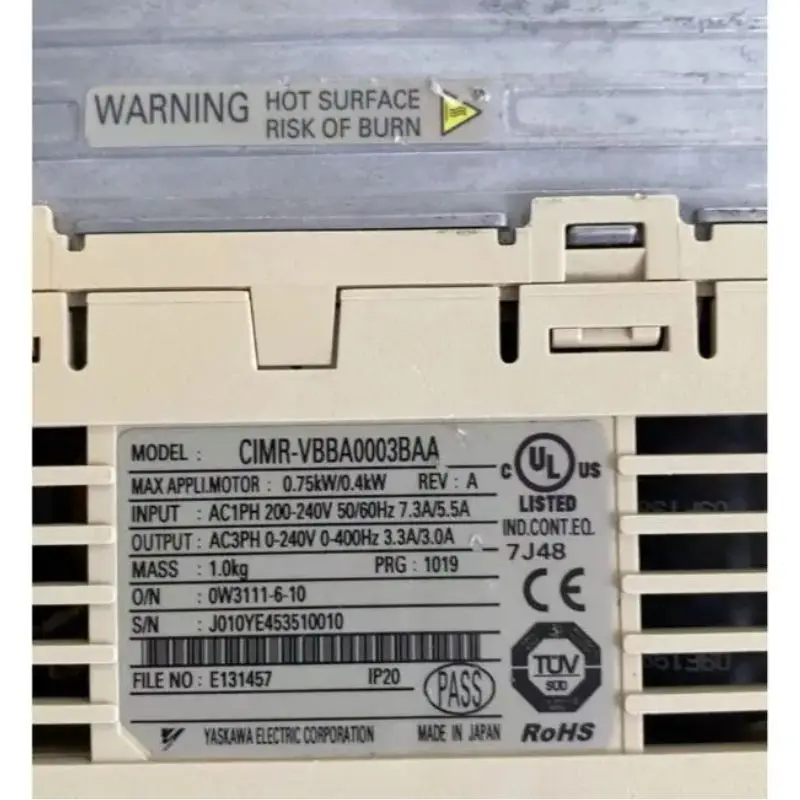 WARNING HOT SURFACE
RISK OF BURN
MODEL : CIMR-VBBA0003BAA
MAX APPLI.MOTOR : 0.75kW/0.4kW REV : A
INPUT : AC1PH 200-240V 50/60Hz 7.3A/5.5A
OUTPUT : AC3PH 0-240V 0-400Hz 3.3A/3.0A
MASS : 1.0kg PRG : 1019
O/N : 0W3111-6-10
S/N : J010YE453510010
FILE NO : E131457 IP20
PASS
YASKAWA ELECTRIC CORPORATION MADE IN JAPAN
C UL US
LISTED
IND.CONT.EQ.
7J48
CE
TÜV
SÜD
RoHS